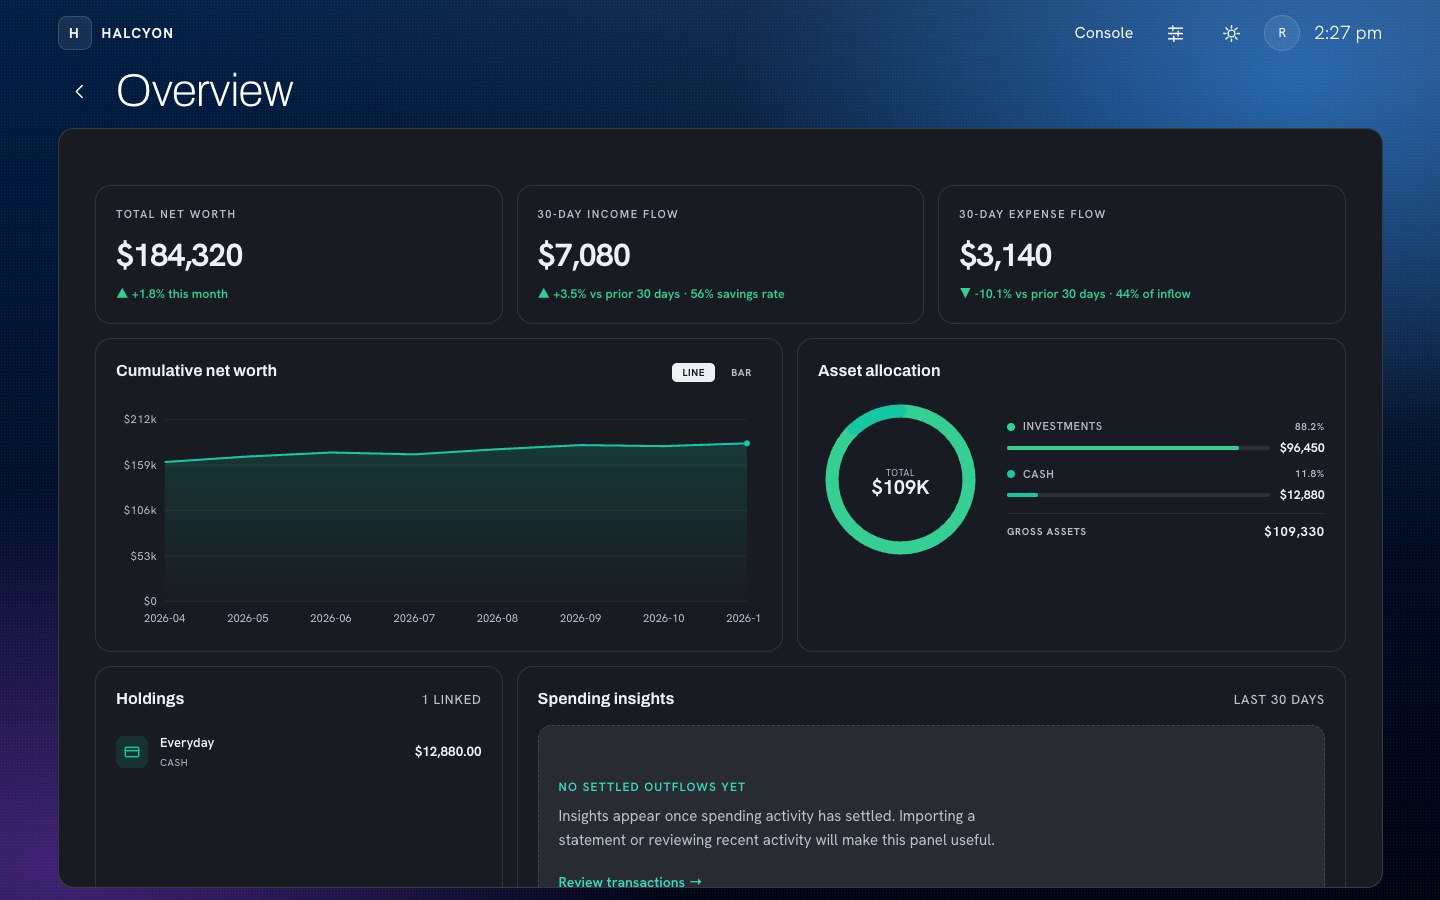 H HALCYON
Console R 2:27 pm
Overview
TOTAL NET WORTH
$184,320
▲ +1.8% this month
30-DAY INCOME FLOW
$7,080
▲ +3.5% vs prior 30 days · 56% savings rate
30-DAY EXPENSE FLOW
$3,140
▼ -10.1% vs prior 30 days · 44% of inflow
Cumulative net worth
LINE BAR
$212k
$159k
$106k
$53k
$0
2026-04 2026-05 2026-06 2026-07 2026-08 2026-09 2026-10 2026-1
Asset allocation
TOTAL
$109K
INVESTMENTS 88.2%
$96,450
CASH 11.8%
$12,880
GROSS ASSETS $109,330
Holdings 1 LINKED
Everyday
CASH
$12,880.00
Spending insights LAST 30 DAYS
NO SETTLED OUTFLOWS YET
Insights appear once spending activity has settled. Importing a
statement or reviewing recent activity will make this panel useful.
Review transactions →